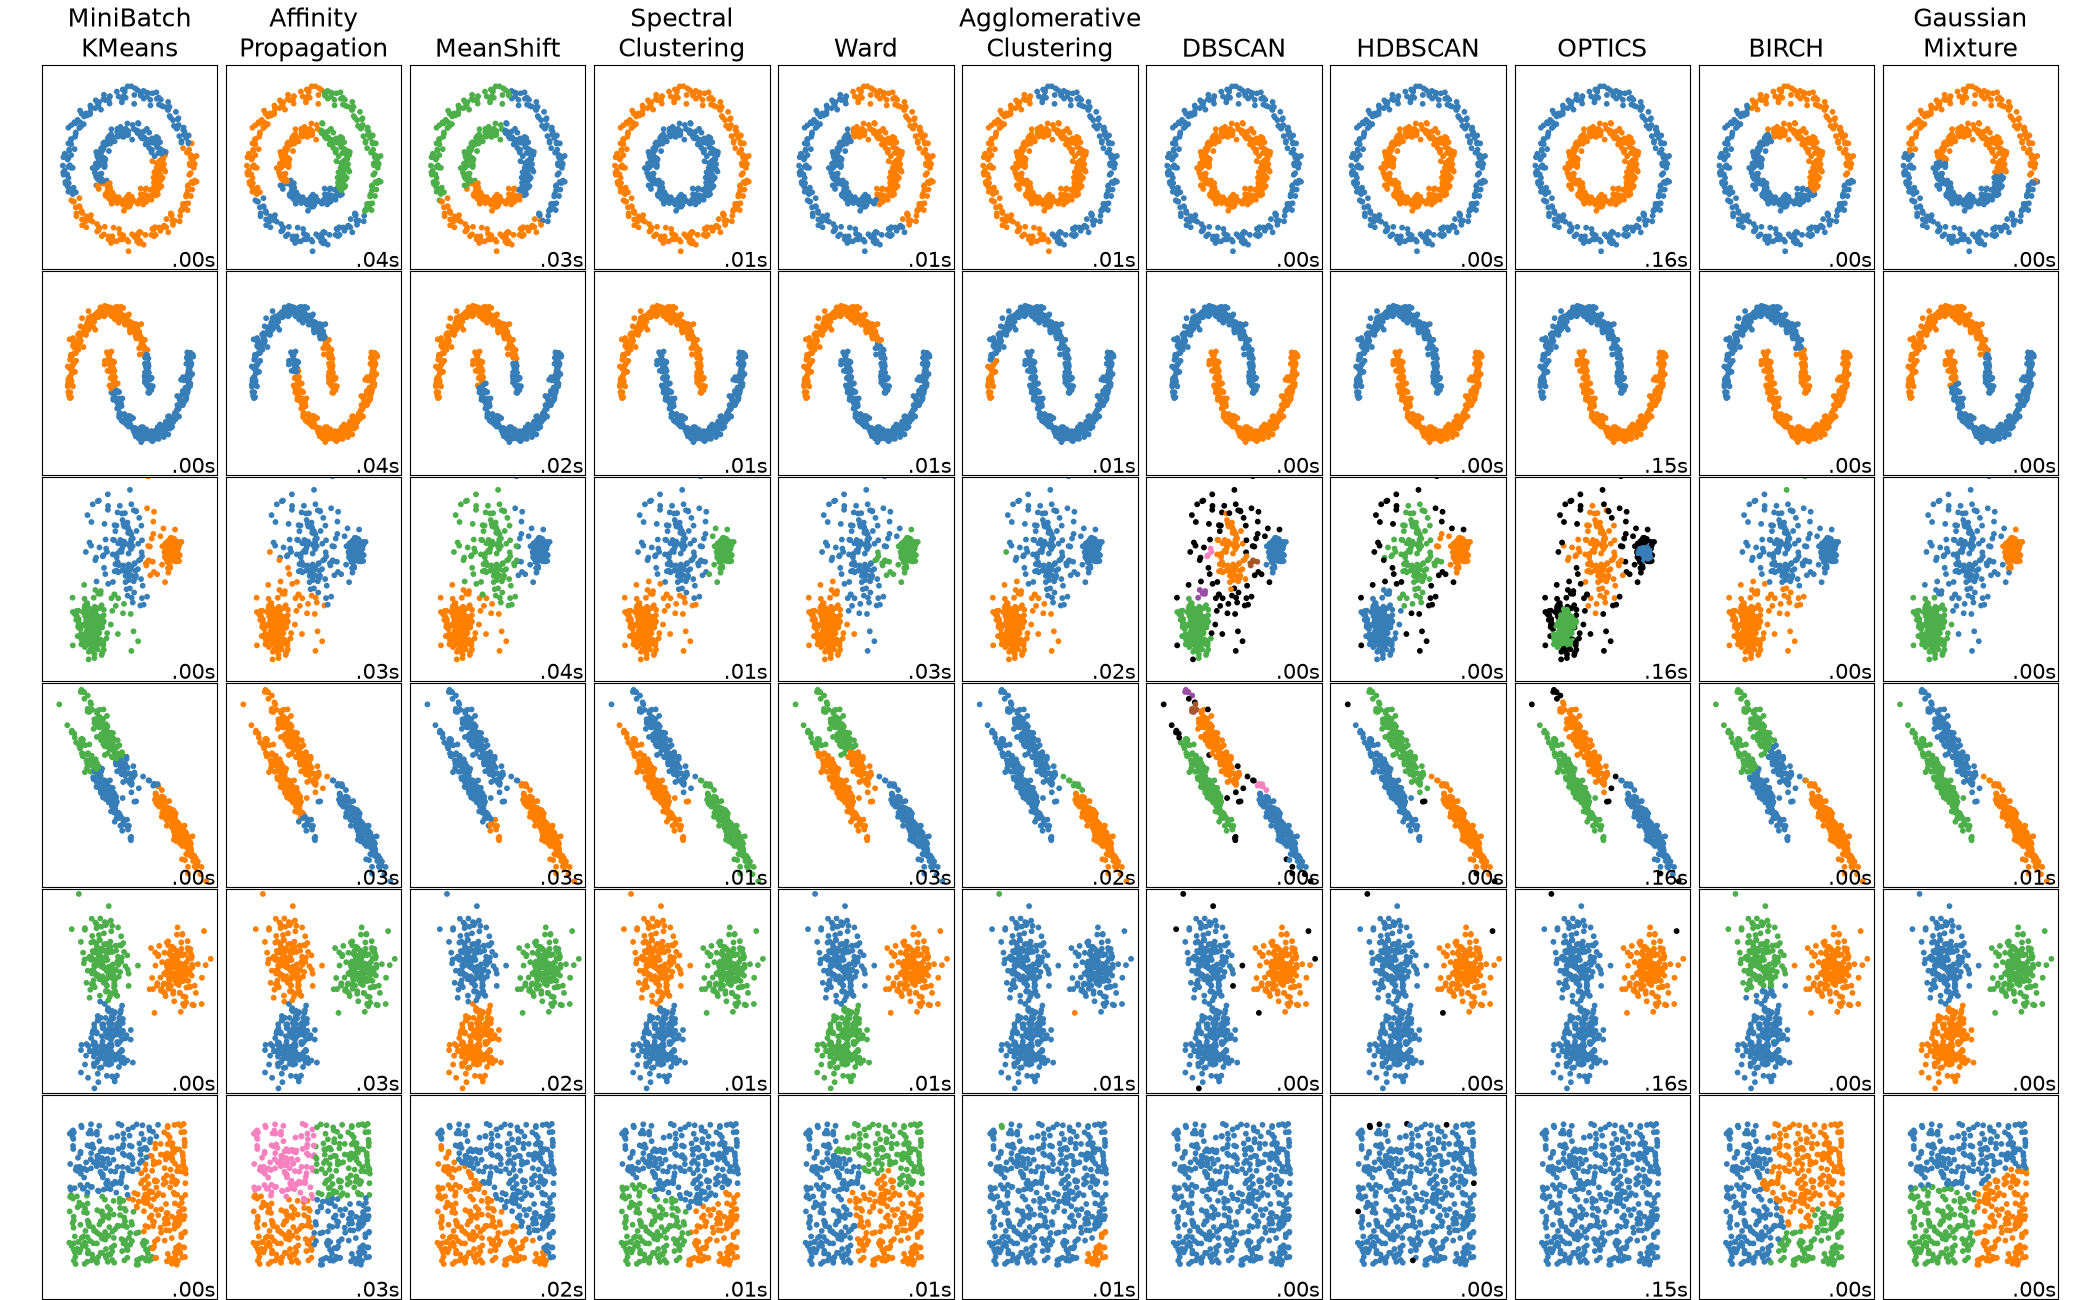 MiniBatch
KMeans
Affinity
Propagation
MeanShift
Spectral
Clustering
Ward
Agglomerative
Clustering
DBSCAN
HDBSCAN
OPTICS
BIRCH
Gaussian
Mixture
.00s .04s .03s .01s .01s .01s .00s .00s .16s .00s .00s
.00s .04s .02s .01s .01s .01s .00s .00s .15s .00s .00s
.00s .03s .04s .01s .03s .02s .00s .00s .16s .00s .00s
.00s .03s .03s .01s .03s .02s .00s .00s .16s .00s .01s
.00s .03s .02s .01s .01s .01s .00s .00s .16s .00s .00s
.00s .03s .02s .01s .01s .01s .00s .00s .15s .00s .00s